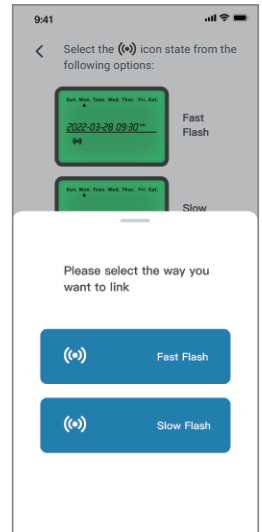 9:41
Select the ((•)) icon state from the
following options:
Sun. Mon. Tues. Wed. Thur. Fri. Sat.
2022-03-28 09:30
Fast
Flash
Sun. Mon. Tues. Wed. Thur. Fri. Sat.
Slow
Please select the way you
want to link
Fast Flash
Slow Flash